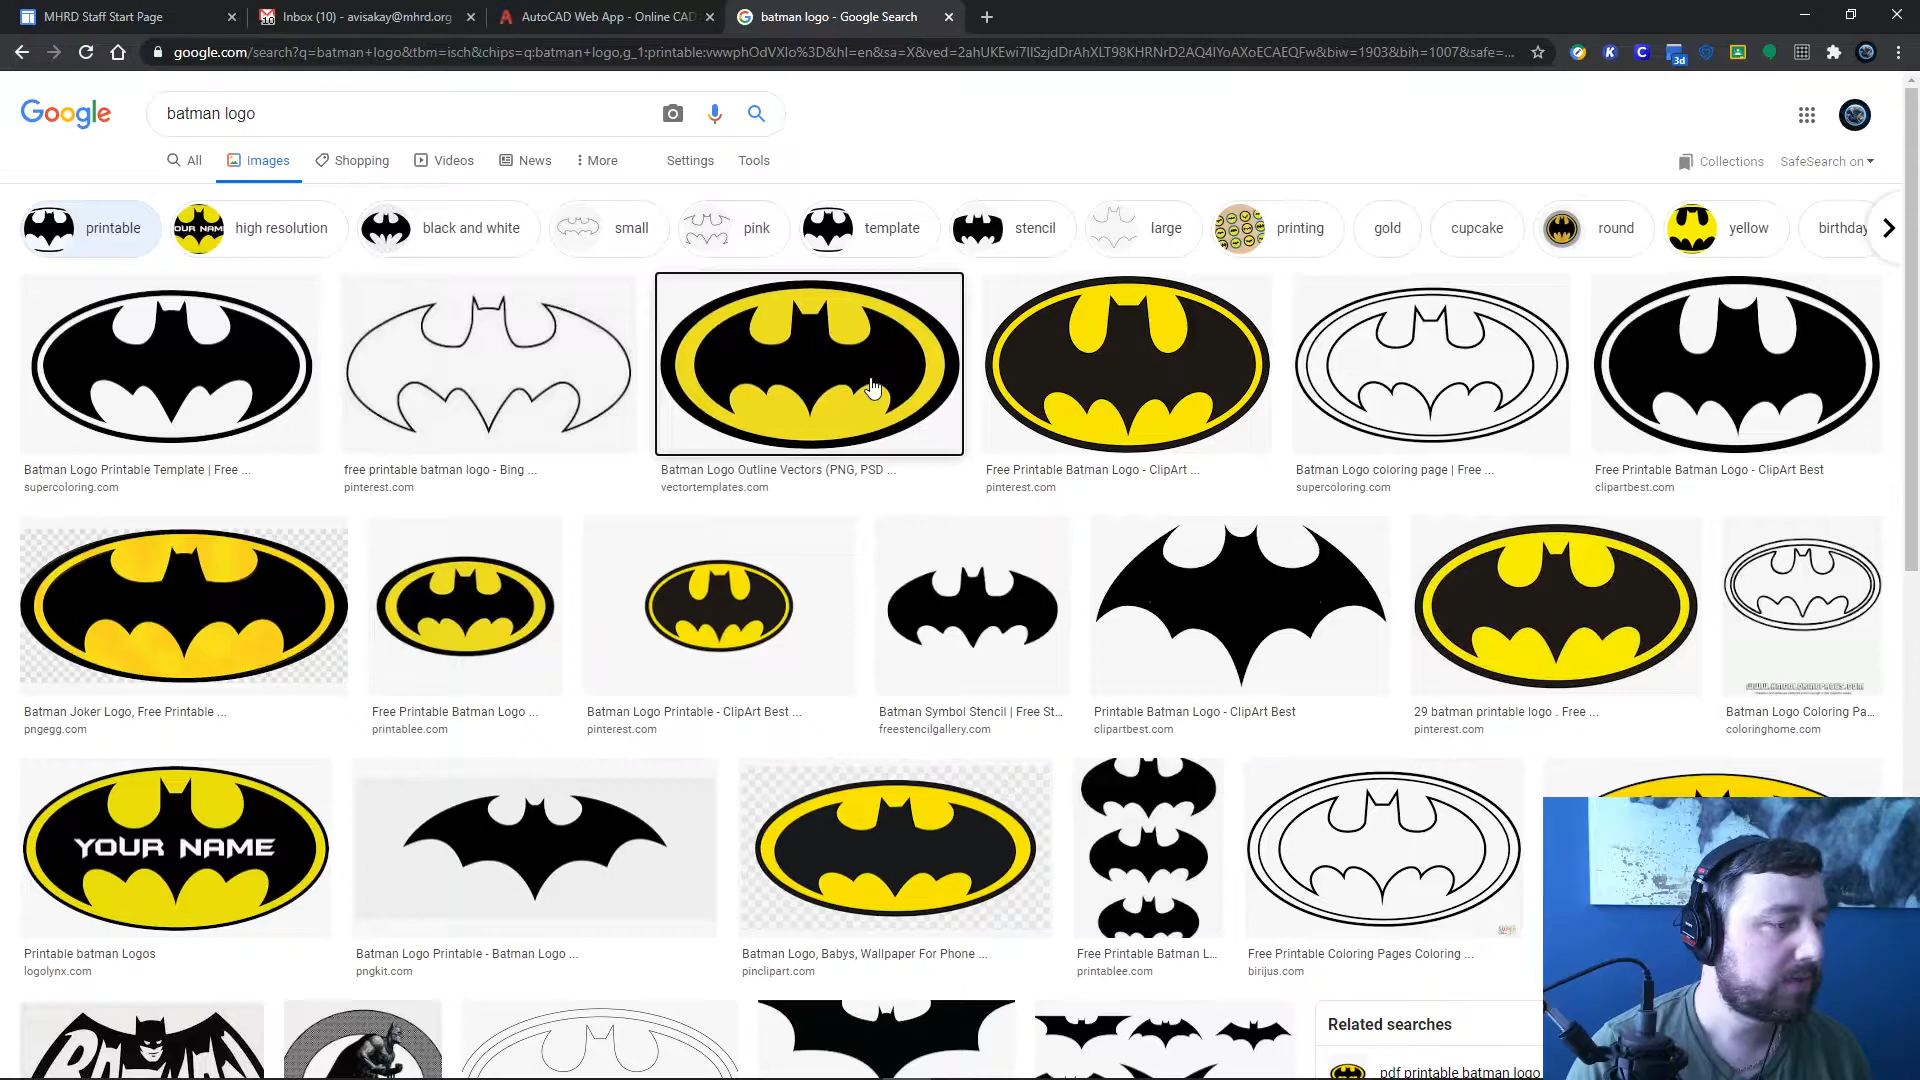 MHRD Staff Start Page
Inbox (10) - avisakay@mhrd.org
AutoCAD Web App - Online CAD
batman logo - Google Search
google.com/search?q=batman+logo&tbm=isch&chips=q:batman+logo,g_1:printable:vwwphOdVXIo%3D&hl=en&sa=X&ved=2ahUKEwi7lISzjdDrAhXLT98KHRNrD2AQ4lYoAXoECAEQFw&biw=1903&bih=1007&safe=...
3d
Google
batman logo
All
Images
Shopping
Videos
News
More
Settings
Tools
Collections
SafeSearch on
printable
OUR NAM
high resolution
black and white
small
pink
template
stencil
large
printing
gold
cupcake
round
yellow
birthday
Batman Logo Printable Template | Free ...
supercoloring.com
free printable batman logo - Bing ...
pinterest.com
Batman Logo Outline Vectors (PNG, PSD ...
vectortemplates.com
Free Printable Batman Logo - ClipArt ...
pinterest.com
Batman Logo coloring page | Free ...
supercoloring.com
Free Printable Batman Logo - ClipArt Best
clipartbest.com
Batman Joker Logo, Free Printable ...
pngegg.com
Free Printable Batman Logo ...
printablee.com
Batman Logo Printable - ClipArt Best ...
pinterest.com
Batman Symbol Stencil | Free St...
freestencilgallery.com
Printable Batman Logo - ClipArt Best
clipartbest.com
29 batman printable logo . Free ...
pinterest.com
Batman Logo Coloring Pa...
coloringhome.com
YOUR NAME
Printable batman Logos
logolynx.com
Batman Logo Printable - Batman Logo ...
pngkit.com
Batman Logo, Babys, Wallpaper For Phone ...
pinclipart.com
Free Printable Batman L...
printablee.com
Free Printable Coloring Pages Coloring ...
birijus.com
Related searches
pdf printable batman logo